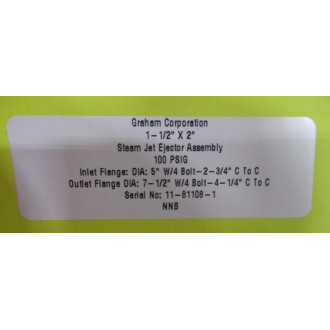 Graham Corporation
1-1/2" X 2"
Steam Jet Ejector Assembly
100 PSIG
Inlet Flange: DIA: 5" W/4 Bolt-2-3/4" C To C
Outlet Flange DIA: 7-1/2" W/4 Bolt-4-1/4" C To C
Serial No: 11-81108-1
NNB